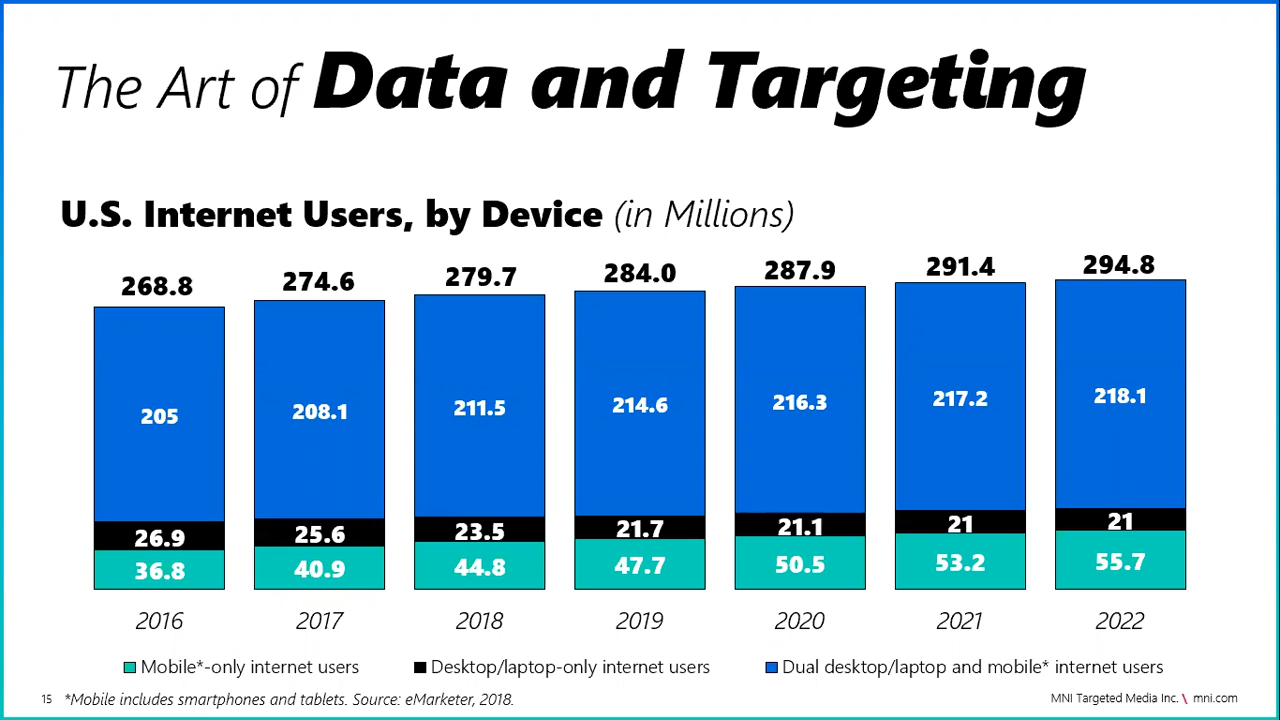 The Art of Data and Targeting
U.S. Internet Users, by Device (in Millions)
268.8 274.6 279.7 284.0 287.9 291.4 294.8
205 208.1 211.5 214.6 216.3 217.2 218.1
26.9 25.6 23.5 21.7 21.1 21 21
36.8 40.9 44.8 47.7 50.5 53.2 55.7
2016 2017 2018 2019 2020 2021 2022
Mobile*-only internet users Desktop/laptop-only internet users Dual desktop/laptop and mobile* internet users
15 *Mobile includes smartphones and tablets. Source: eMarketer, 2018. MNI Targeted Media Inc. \ mni.com